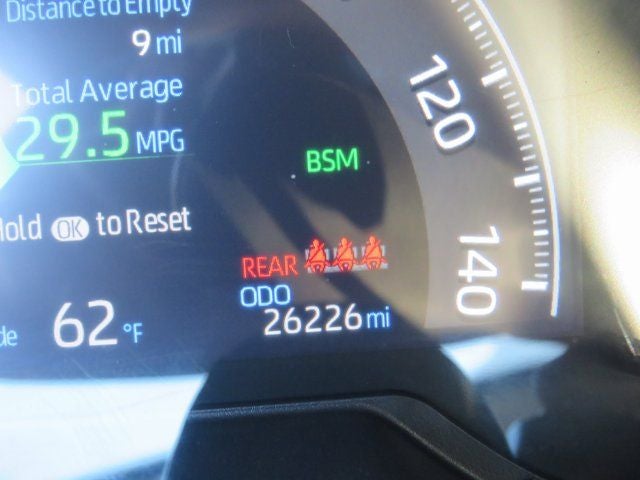 Distance to Empty
9 mi
Total Average
29.5 MPG
BSM
Hold OK to Reset
REAR
ODO
26226 mi
62 °F
120
140